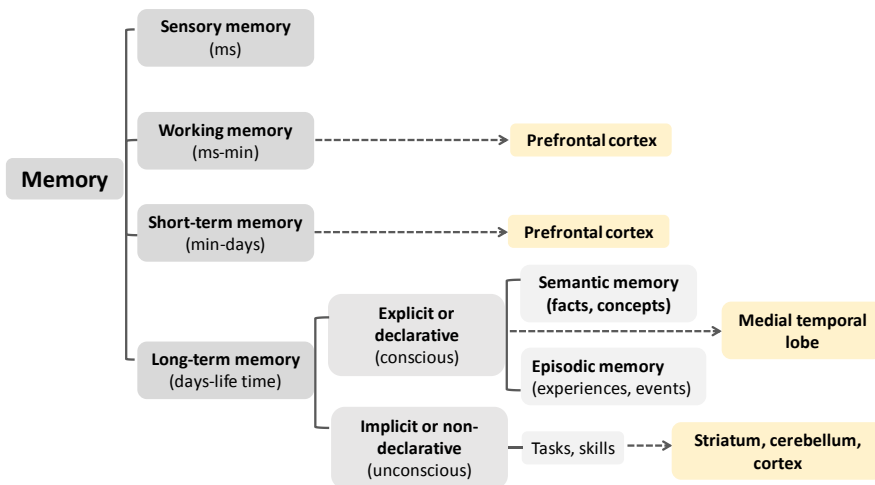 Sensory memory
(ms)
Working memory
(ms-min)
Prefrontal cortex
Memory
Short-term memory
(min-days)
Prefrontal cortex
Long-term memory
(days-life time)
Explicit or
declarative
(conscious)
Semantic memory
(facts, concepts)
Episodic memory
(experiences, events)
Medial temporal
lobe
Implicit or non-
declarative
(unconscious)
Tasks, skills
Striatum, cerebellum,
cortex